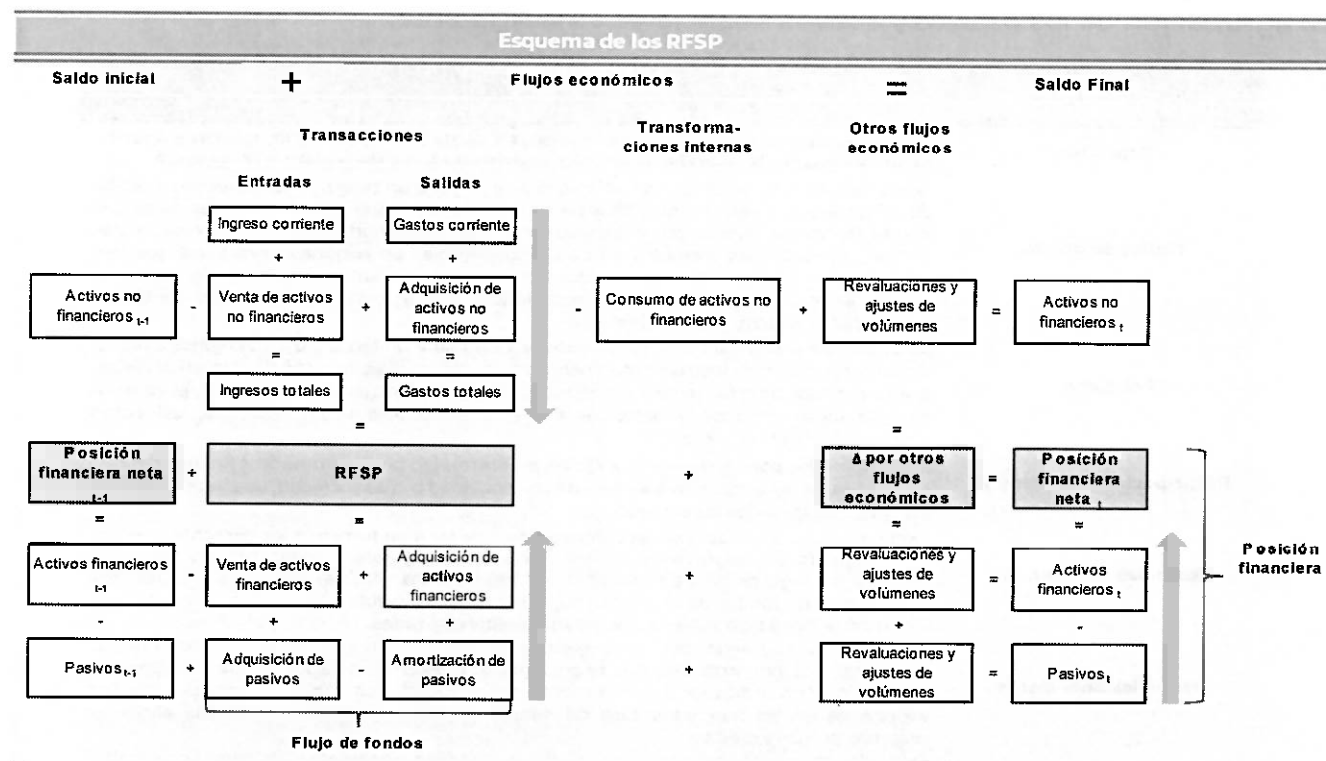 Esquema de los RFSP
Saldo inicial + Flujos económicos = Saldo Final
Transacciones
Transforma-
ciones internas
Otros flujos
económicos
Entradas Salidas
Ingreso corriente Gastos corriente
+ +
Activos no
financieros t-1
-
Venta de activos
no financieros
+
Adquisición de
activos no
financieros
-
Consumo de activos no
financieros
+
Revaluaciones y
ajustes de
volúmenes
=
Activos no
financieros t
= =
Ingresos totales Gastos totales
= =
Posición
financiera neta
t-1
+
RFSP
+
Δ por otros
flujos
económicos
=
Posición
financiera
neta t
= = = =
Activos financieros
t-1
-
Venta de activos
financieros
+
Adquisición de
activos
financieros
+
Revaluaciones y
ajustes de
volúmenes
=
Activos
financieros t
Posición
financiera
- + + + -
Pasivos t-1
+
Adquisición de
pasivos
-
Amortización de
pasivos
+
Revaluaciones y
ajustes de
volúmenes
=
Pasivos t
Flujo de fondos